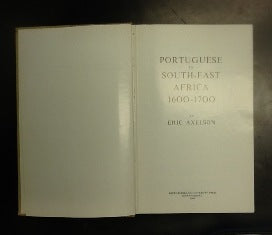 PORTUGUESE
IN
SOUTH-EAST
AFRICA
1600-1700
BY
ERIC AXELSON